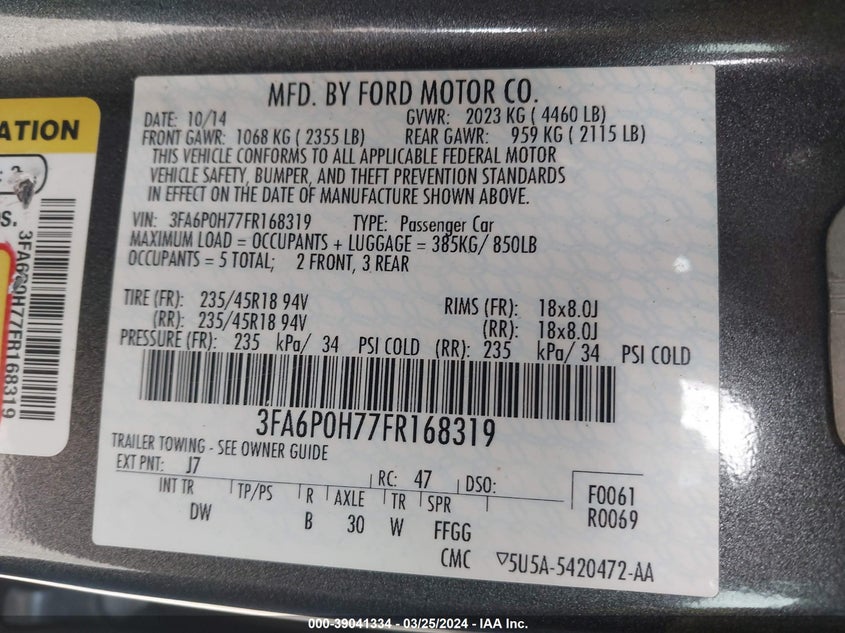 MFD. BY FORD MOTOR CO.
DATE: 10/14 GVWR: 2023 KG ( 4460 LB)
FRONT GAWR: 1068 KG ( 2355 LB) REAR GAWR: 959 KG ( 2115 LB)
THIS VEHICLE CONFORMS TO ALL APPLICABLE FEDERAL MOTOR
VEHICLE SAFETY, BUMPER, AND THEFT PREVENTION STANDARDS
IN EFFECT ON THE DATE OF MANUFACTURE SHOWN ABOVE.
VIN: 3FA6P0H77FR168319 TYPE: Passenger Car
MAXIMUM LOAD = OCCUPANTS + LUGGAGE = 385KG/ 850LB
OCCUPANTS = 5 TOTAL; 2 FRONT, 3 REAR
TIRE (FR): 235/45R18 94V RIMS (FR): 18x8.0J
(RR): 235/45R18 94V (RR): 18x8.0J
PRESSURE (FR): 235 kPa/ 34 PSI COLD (RR): 235 kPa/ 34 PSI COLD
3FA6P0H77FR168319
TRAILER TOWING - SEE OWNER GUIDE
EXT PNT: J7 RC: 47 DSO:
INT TR TP/PS R AXLE TR SPR
DW B 30 W FFGG
F0061
R0069
CMC ▽5U5A-5420472-AA
3FA6P0H77FR168319
000-39041334 - 03/25/2024 - IAA Inc.